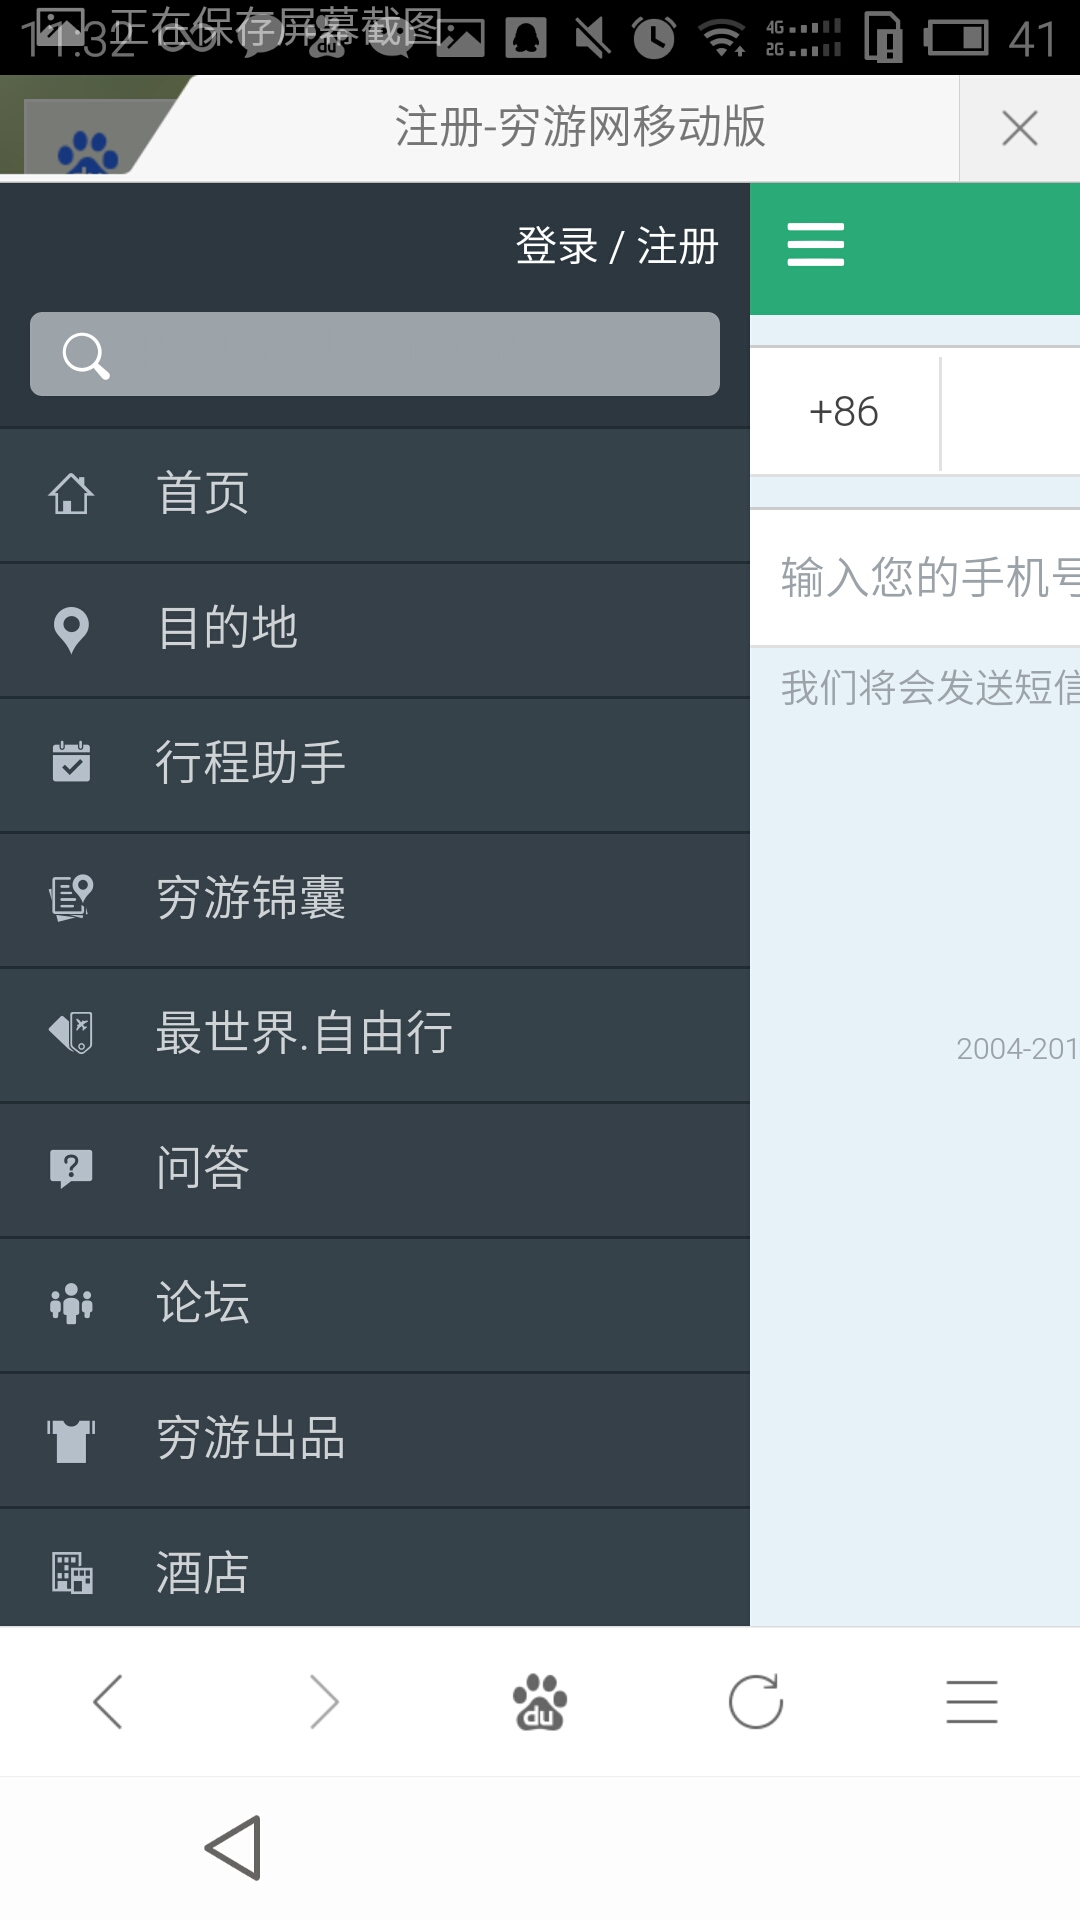 11:32 正在保存屏幕截图 4G 2G 41
注册-穷游网移动版
登录 / 注册
+86
首页
输入您的手机号
目的地
我们将会发送短信
行程助手
穷游锦囊
最世界.自由行
2004-201
问答
论坛
穷游出品
酒店
du